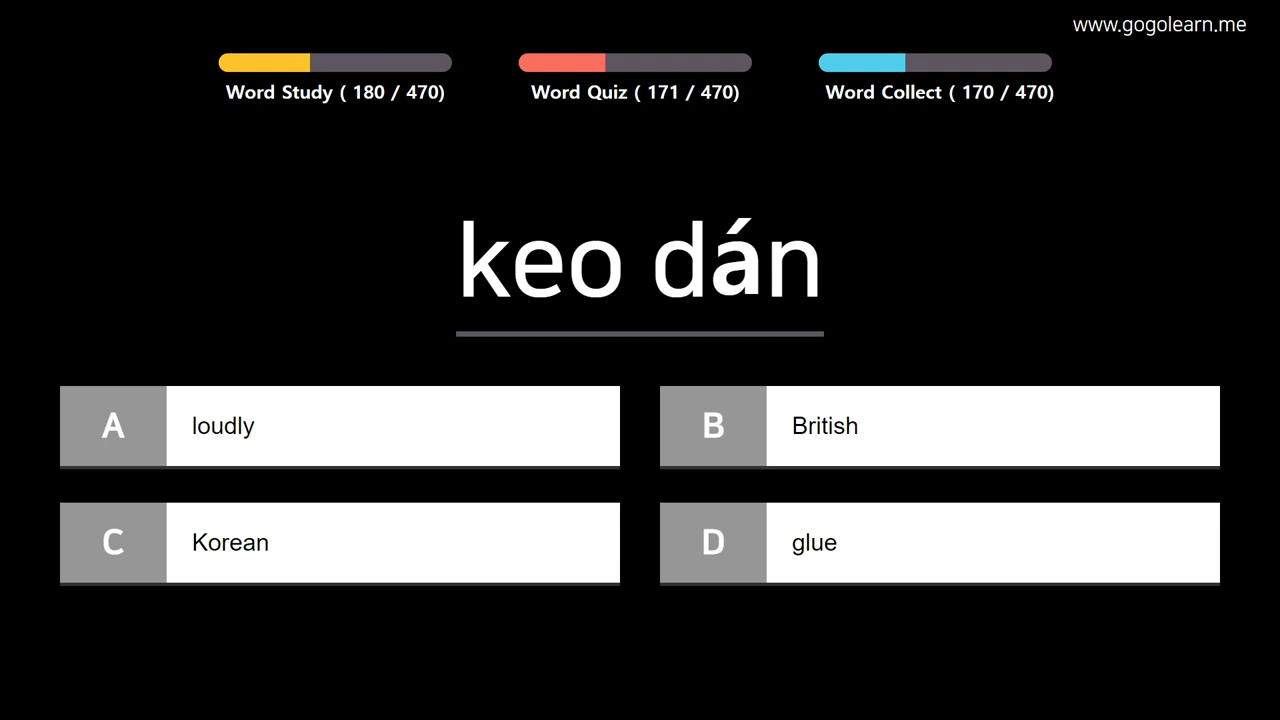 www.gogolearn.me
Word Study ( 180 / 470)
Word Quiz ( 171 / 470)
Word Collect ( 170 / 470)
keo dán
A loudly
B British
C Korean
D glue